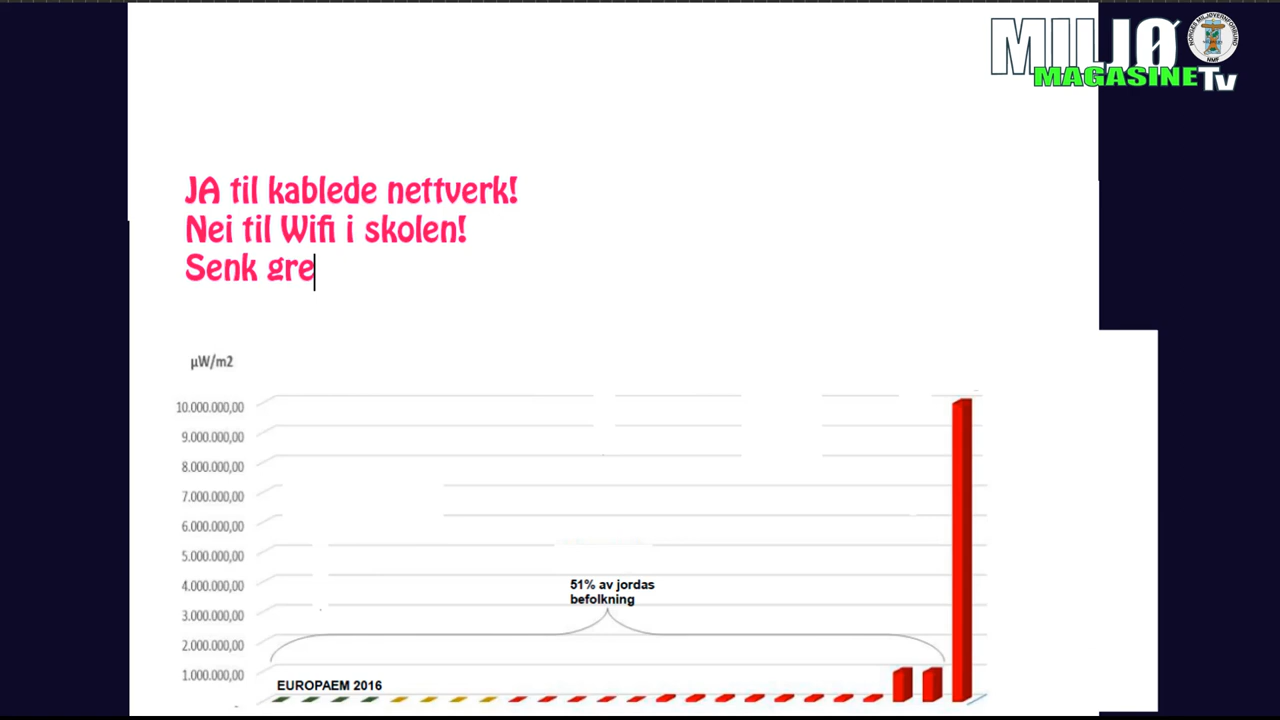 MILJØ
MAGASINE Tv
NORGES MILJØVERNFORBUND
NMF
JA til kablede nettverk!
Nei til Wifi i skolen!
Senk gre
µW/m2
10.000.000,00
9.000.000,00
8.000.000,00
7.000.000,00
6.000.000,00
5.000.000,00
4.000.000,00
3.000.000,00
2.000.000,00
1.000.000,00
-
51% av jordas
befolkning
EUROPAEM 2016